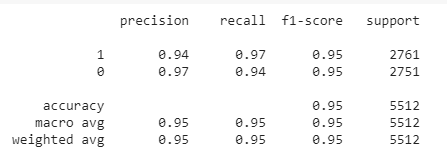 precision recall f1-score support
1 0.94 0.97 0.95 2761
0 0.97 0.94 0.95 2751
accuracy 0.95 5512
macro avg 0.95 0.95 0.95 5512
weighted avg 0.95 0.95 0.95 5512